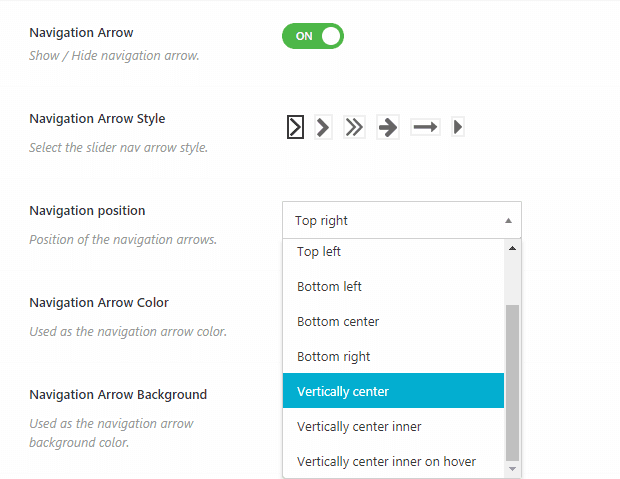 Navigation Arrow
ON
Show / Hide navigation arrow.
Navigation Arrow Style
Select the slider nav arrow style.
Navigation position
Top right
Position of the navigation arrows.
Top left
Bottom left
Navigation Arrow Color
Bottom center
Used as the navigation arrow color.
Bottom right
Navigation Arrow Background
Vertically center
Used as the navigation arrow
background color.
Vertically center inner
Vertically center inner on hover